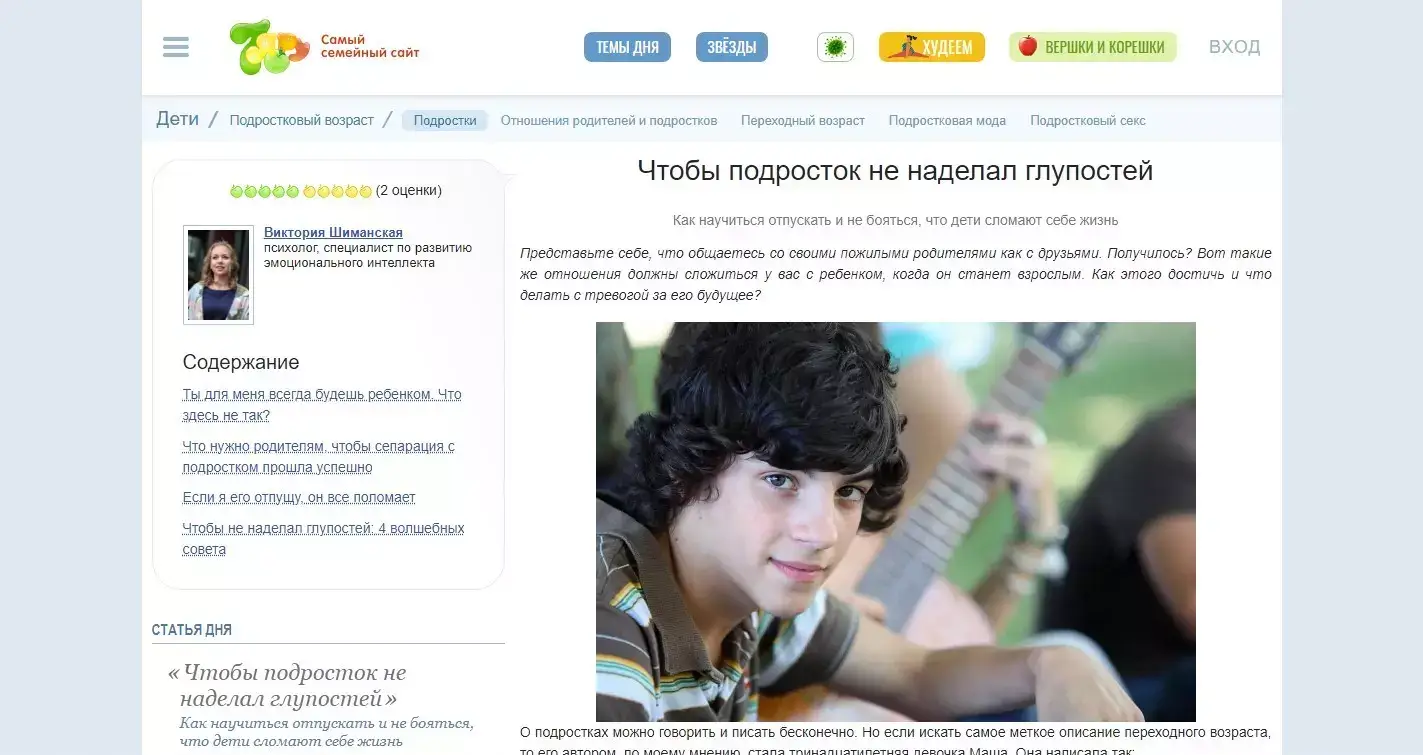 Самый
семейный сайт
ТЕМЫ ДНЯ
ЗВЁЗДЫ
ХУДЕЕМ
ВЕРШКИ И КОРЕШКИ
ВХОД
Дети / Подростковый возраст / Подростки Отношения родителей и подростков Переходный возраст Подростковая мода Подростковый секс
(2 оценки)
Виктория Шиманская
психолог, специалист по развитию
эмоционального интеллекта
Содержание
Ты для меня всегда будешь ребенком. Что
здесь не так?
Что нужно родителям, чтобы сепарация с
подростком прошла успешно
Если я его отпущу, он все поломает
Чтобы не наделал глупостей: 4 волшебных
совета
СТАТЬЯ ДНЯ
«Чтобы подросток не
наделал глупостей»
Как научиться отпускать и не бояться,
что дети сломают себе жизнь
Чтобы подросток не наделал глупостей
Как научиться отпускать и не бояться, что дети сломают себе жизнь
Представьте себе, что общаетесь со своими пожилыми родителями как с друзьями. Получилось? Вот такие
же отношения должны сложиться у вас с ребенком, когда он станет взрослым. Как этого достичь и что
делать с тревогой за его будущее?
О подростках можно говорить и писать бесконечно. Но если искать самое меткое описание переходного возраста,
то его автором, по моему мнению, стала тринадцатилетняя девочка Маша. Она написала так: